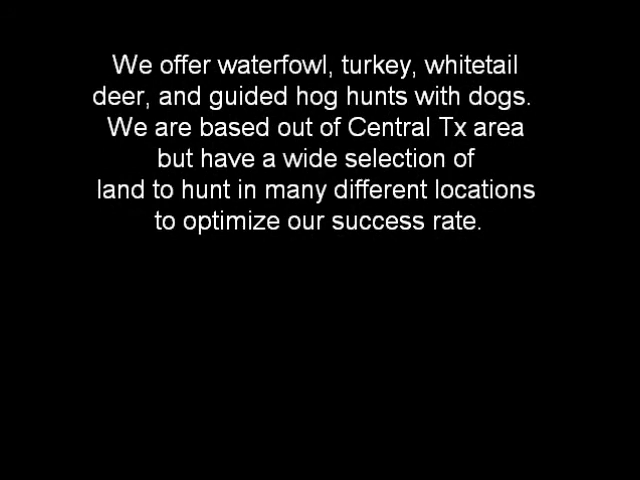 We offer waterfowl, turkey, whitetail
deer, and guided hog hunts with dogs.
We are based out of Central Tx area
but have a wide selection of
land to hunt in many different locations
to optimize our success rate.